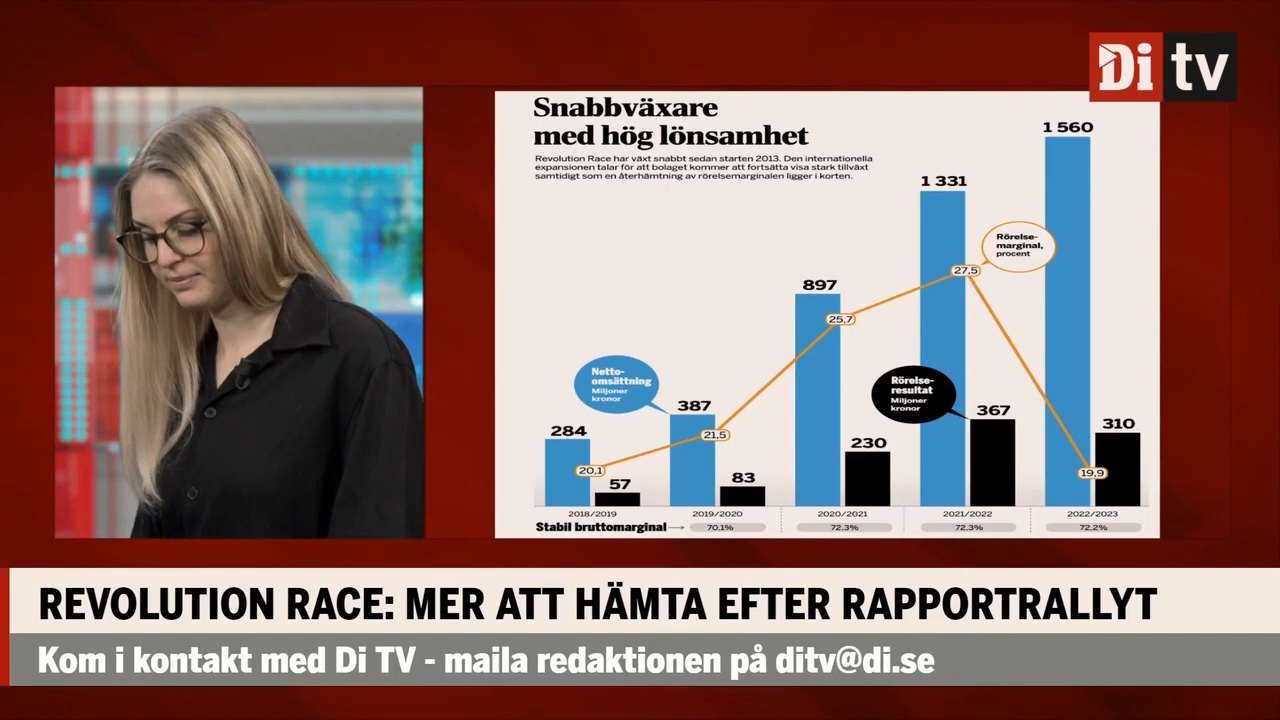 Di tv
Snabbväxare
med hög lönsamhet
Revolution Race har växt snabbt sedan starten 2013. Den internationella
expansionen talar för att bolaget kommer att fortsätta visa stark tillväxt
samtidigt som en återhämtning av rörelsemarginalen ligger i korten.
1 560
1 331
Rörelse-
marginal,
procent
27,5
897
25,7
Netto-
omsättning
Miljoner
kronor
Rörelse-
resultat
Miljoner
kronor
387
367
284
21,5
230
310
20,1
57
83
19,9
2018/2019 2019/2020 2020/2021 2021/2022 2022/2023
Stabil bruttomarginal 70,1% 72,3% 72,3% 72,2%
REVOLUTION RACE: MER ATT HÄMTA EFTER RAPPORTRALLYT
Kom i kontakt med Di TV - maila redaktionen på ditv@di.se